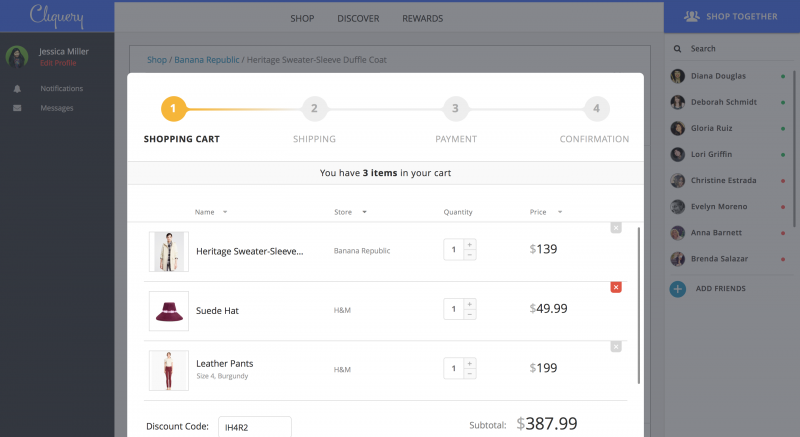 Cliquery
SHOP DISCOVER REWARDS
SHOP TOGETHER
Jessica Miller
Edit Profile
Notifications
Messages
Shop / Banana Republic / Heritage Sweater-Sleeve Duffle Coat
1 2 3 4
SHOPPING CART SHIPPING PAYMENT CONFIRMATION
You have 3 items in your cart
Name Store Quantity Price
Heritage Sweater-Sleeve... Banana Republic 1 + − $139
Suede Hat H&M 1 + − $49.99
Leather Pants
Size 4, Burgundy H&M 1 + − $199
Discount Code: IH4R2 Subtotal: $387.99
Search
Diana Douglas
Deborah Schmidt
Gloria Ruiz
Lori Griffin
Christine Estrada
Evelyn Moreno
Anna Barnett
Brenda Salazar
ADD FRIENDS